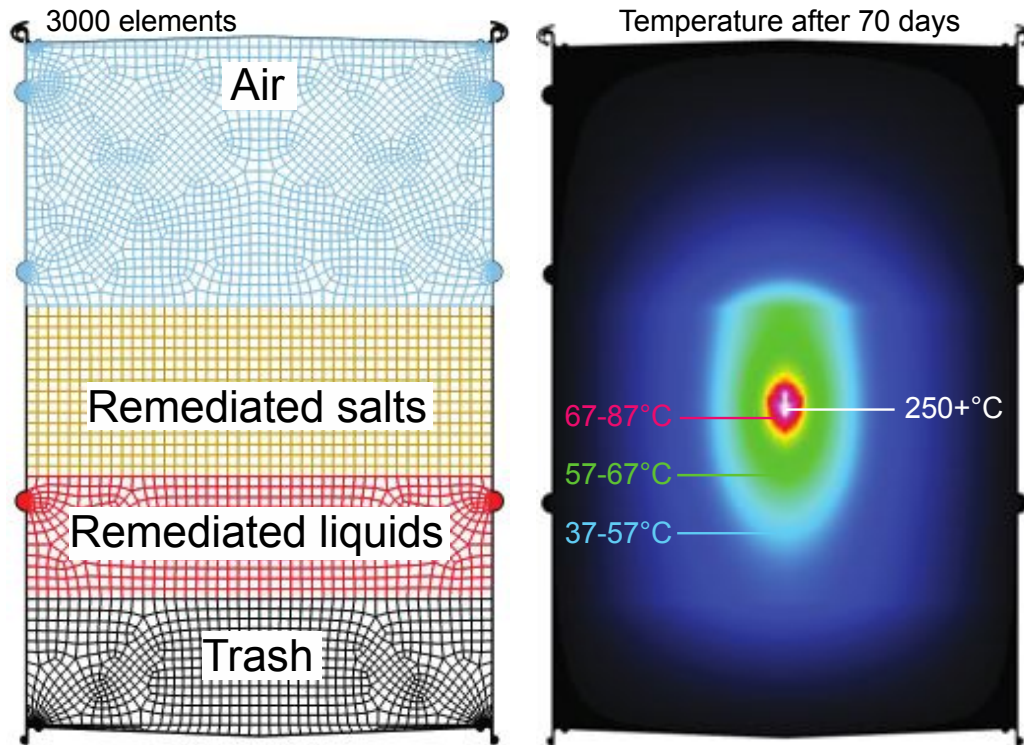 3000 elements
Air
Remediated salts
Remediated liquids
Trash
Temperature after 70 days
250+°C
67-87°C
57-67°C
37-57°C